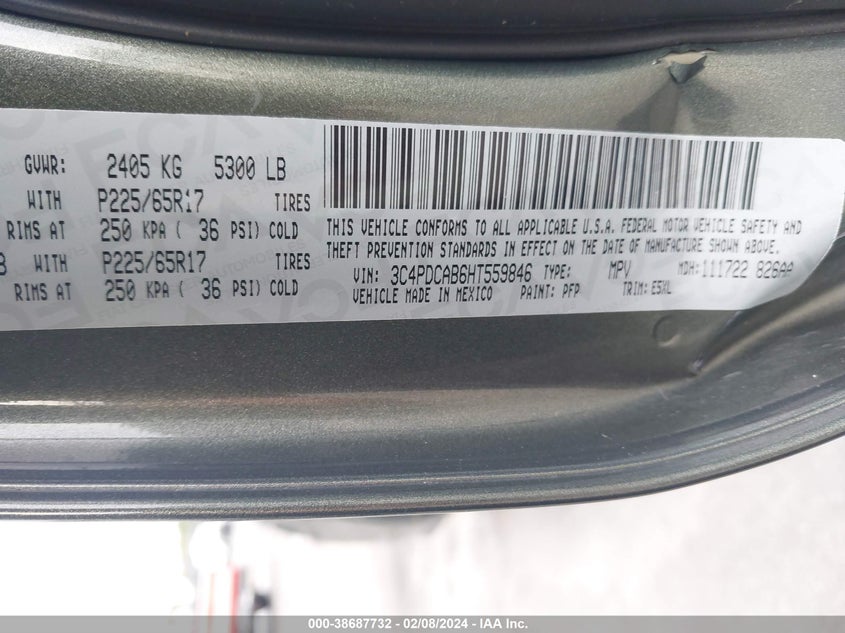 GVWR: 2405 KG 5300 LB
WITH P225/65R17 TIRES
RIMS AT 250 KPA ( 36 PSI) COLD
WITH P225/65R17 TIRES
RIMS AT 250 KPA ( 36 PSI) COLD
THIS VEHICLE CONFORMS TO ALL APPLICABLE U.S.A. FEDERAL MOTOR VEHICLE SAFETY AND
THEFT PREVENTION STANDARDS IN EFFECT ON THE DATE OF MANUFACTURE SHOWN ABOVE.
VIN: 3C4PDCAB6HT559846 TYPE: MPV MDH:111722 826AA
VEHICLE MADE IN MEXICO PAINT: PFP TRIM: E5XL
000-38687732 - 02/08/2024 - IAA Inc.